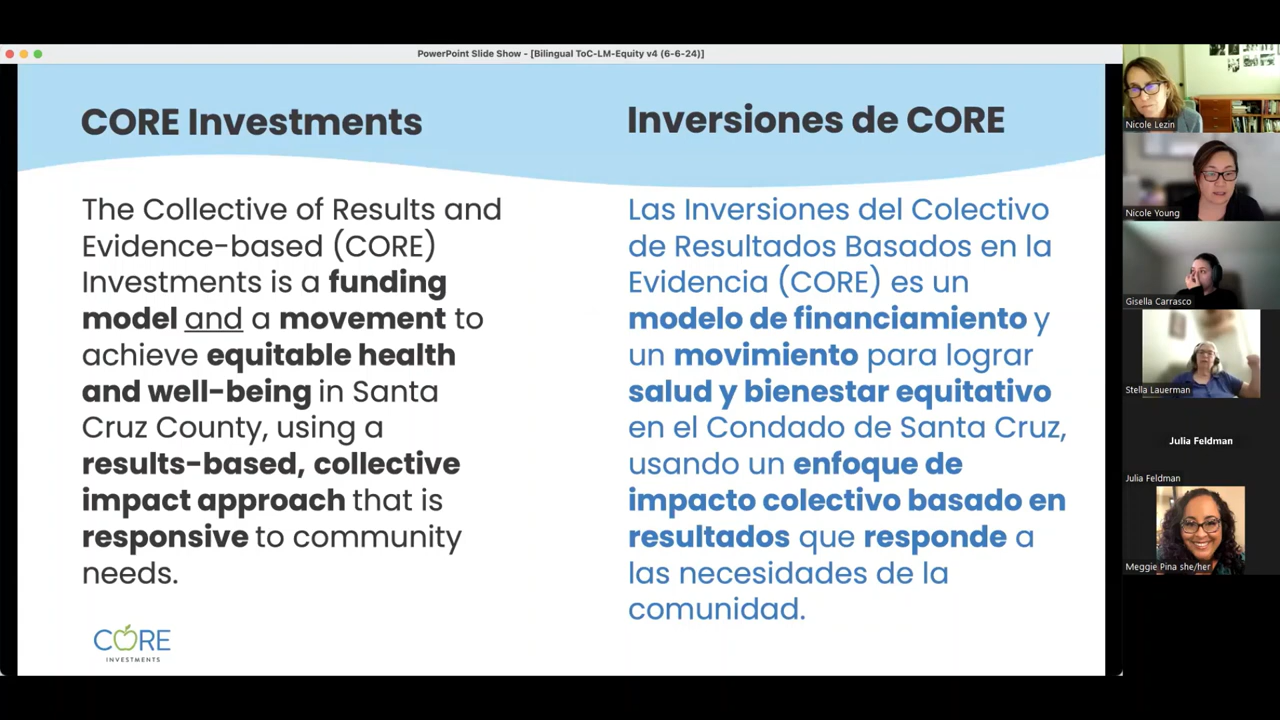 PowerPoint Slide Show - [Bilingual ToC-LM-Equity v4 (6-6-24)]
CORE Investments
The Collective of Results and
Evidence-based (CORE)
Investments is a funding
model and a movement to
achieve equitable health
and well-being in Santa
Cruz County, using a
results-based, collective
impact approach that is
responsive to community
needs.
CORE
INVESTMENTS
Inversiones de CORE
Las Inversiones del Colectivo
de Resultados Basados en la
Evidencia (CORE) es un
modelo de financiamiento y
un movimiento para lograr
salud y bienestar equitativo
en el Condado de Santa Cruz,
usando un enfoque de
impacto colectivo basado en
resultados que responde a
las necesidades de la
comunidad.
Nicole Lezin
Nicole Young
Gisella Carrasco
Stella Lauerman
Julia Feldman
Julia Feldman
Meggie Pina she/her